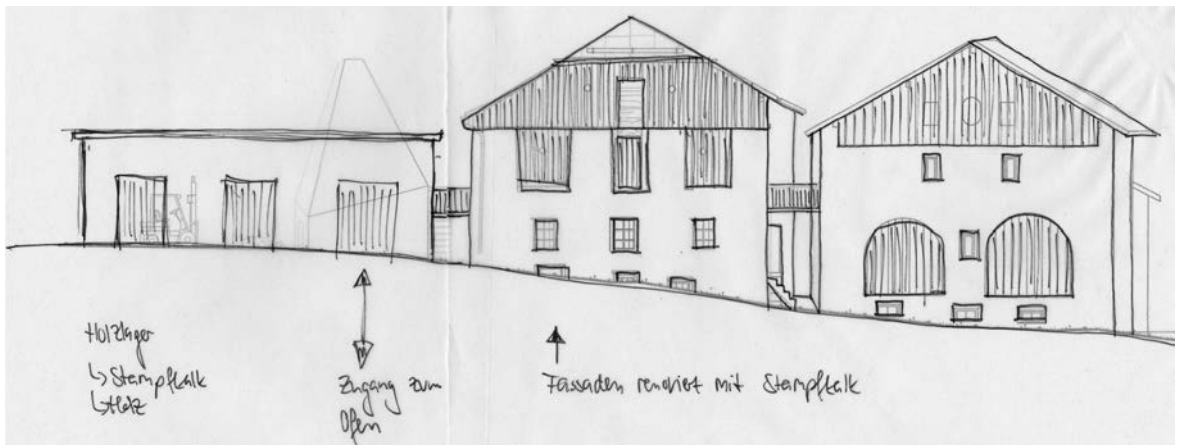 Holzlager
↳ Stampfkalk
↳ Holz
Zugang zum
Ofen
Fassaden renoviert mit Stampfkalk